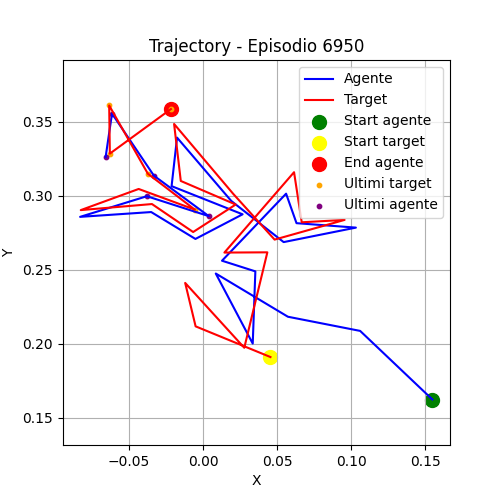 Trajectory - Episodio 6950
Agente
Target
Start agente
Start target
End agente
Ultimi target
Ultimi agente
Y
0.35
0.30
0.25
0.20
0.15
−0.05
0.00
0.05
0.10
0.15
X